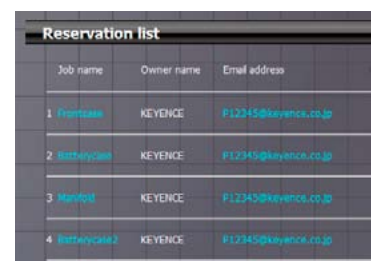 Reservation list
Job name Owner name Email address
1 Frontcase KEYENCE P12345@keyence.co.jp
2 Batterycase KEYENCE P12345@keyence.co.jp
3 Manifold KEYENCE P12345@keyence.co.jp
4 Batterycase2 KEYENCE P12345@keyence.co.jp